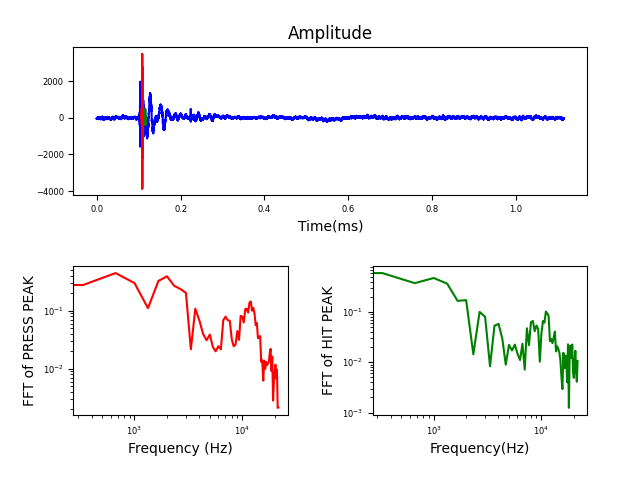 Amplitude
2000
0
−2000
−4000
0.0 0.2 0.4 0.6 0.8 1.0
Time(ms)
FFT of PRESS PEAK
10⁻¹
10⁻²
10³ 10⁴
Frequency (Hz)
FFT of HIT PEAK
10⁻¹
10⁻²
10⁻³
10³ 10⁴
Frequency(Hz)